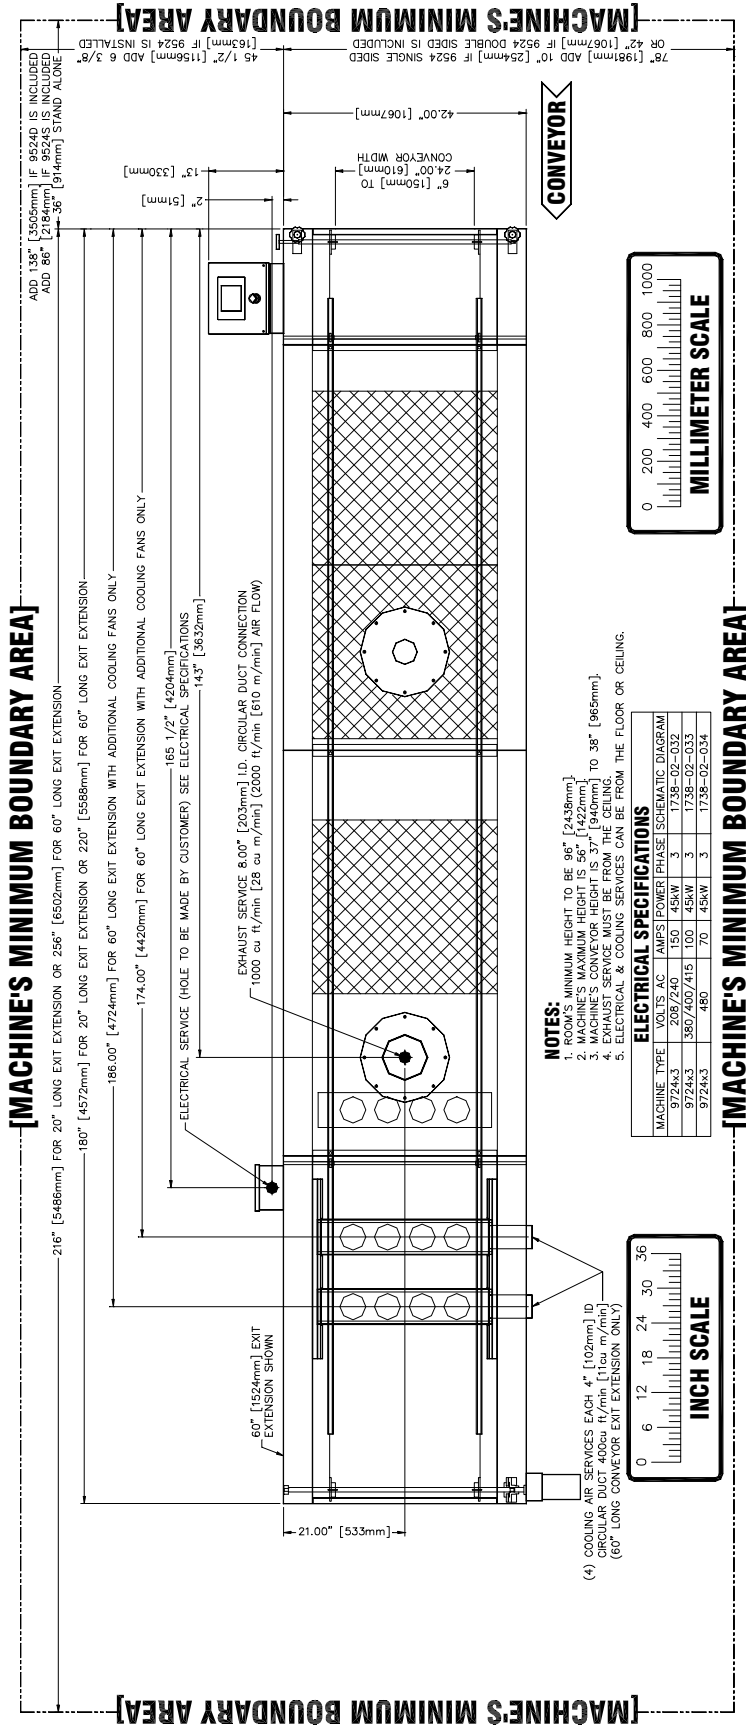 [MACHINE'S MINIMUM BOUNDARY AREA]
[MACHINE'S MINIMUM BOUNDARY AREA]
[MACHINE'S MINIMUM BOUNDARY AREA]
[MACHINE'S MINIMUM BOUNDARY AREA]
45 1/2" [1156mm] ADD 6 3/8"
[163mm] IF 9524 IS INSTALLED
78" [1981mm] ADD 10" [254mm] IF 9524 SINGLE SIDED
OR 42" [1067mm] IF 9524 DOUBLE SIDED IS INCLUDED
ADD 138" [3505mm] IF 9524D IS INCLUDED
ADD 86" [2184mm] IF 9524S IS INCLUDED
36" [914mm] STAND ALONE
216" [5486mm] FOR 20" LONG EXIT EXTENSION OR 256" [6502mm] FOR 60" LONG EXIT EXTENSION
180" [4572mm] FOR 20" LONG EXIT EXTENSION OR 220" [5588mm] FOR 60" LONG EXIT EXTENSION
186.00" [4724mm] FOR 60" LONG EXIT EXTENSION WITH ADDITIONAL COOLING FANS ONLY
174.00" [4420mm] FOR 60" LONG EXIT EXTENSION WITH ADDITIONAL COOLING FANS ONLY
165 1/2" [4204mm]
143" [3632mm]
ELECTRICAL SERVICE (HOLE TO BE MADE BY CUSTOMER) SEE ELECTRICAL SPECIFICATIONS
EXHAUST SERVICE 8.00" [203mm] I.D. CIRCULAR DUCT CONNECTION
1000 cu ft/min [28 cu m/min] (2000 ft/min [610 m/min] AIR FLOW)
13" [330mm]
2" [51mm]
42.00" [1067mm]
6" [150mm] TO
24.00" [610mm]
CONVEYOR WIDTH
CONVEYOR
60" [1524mm] EXIT
EXTENSION SHOWN
21.00" [533mm]
(4) COOLING AIR SERVICES EACH 4" [102mm] ID
CIRCULAR DUCT 400cu ft/min [11cu m/min]
(60" LONG CONVEYOR EXIT EXTENSION ONLY)
NOTES:
1. ROOM'S MINIMUM HEIGHT TO BE 96" [2438mm].
2. MACHINE'S MAXIMUM HEIGHT IS 56" [1422mm].
3. MACHINE'S CONVEYOR HEIGHT IS 37" [940mm] TO 38" [965mm].
4. EXHAUST SERVICE MUST BE FROM THE CEILING.
5. ELECTRICAL & COOLING SERVICES CAN BE FROM THE FLOOR OR CEILING.
ELECTRICAL SPECIFICATIONS
MACHINE TYPE VOLTS AC AMPS POWER PHASE SCHEMATIC DIAGRAM
9724x3 208/240 150 45kW 3 1738-02-032
9724x3 380/400/415 100 45kW 3 1738-02-033
9724x3 480 70 45kW 3 1738-02-034
0 6 12 18 24 30 36
INCH SCALE
0 200 400 600 800 1000
MILLIMETER SCALE